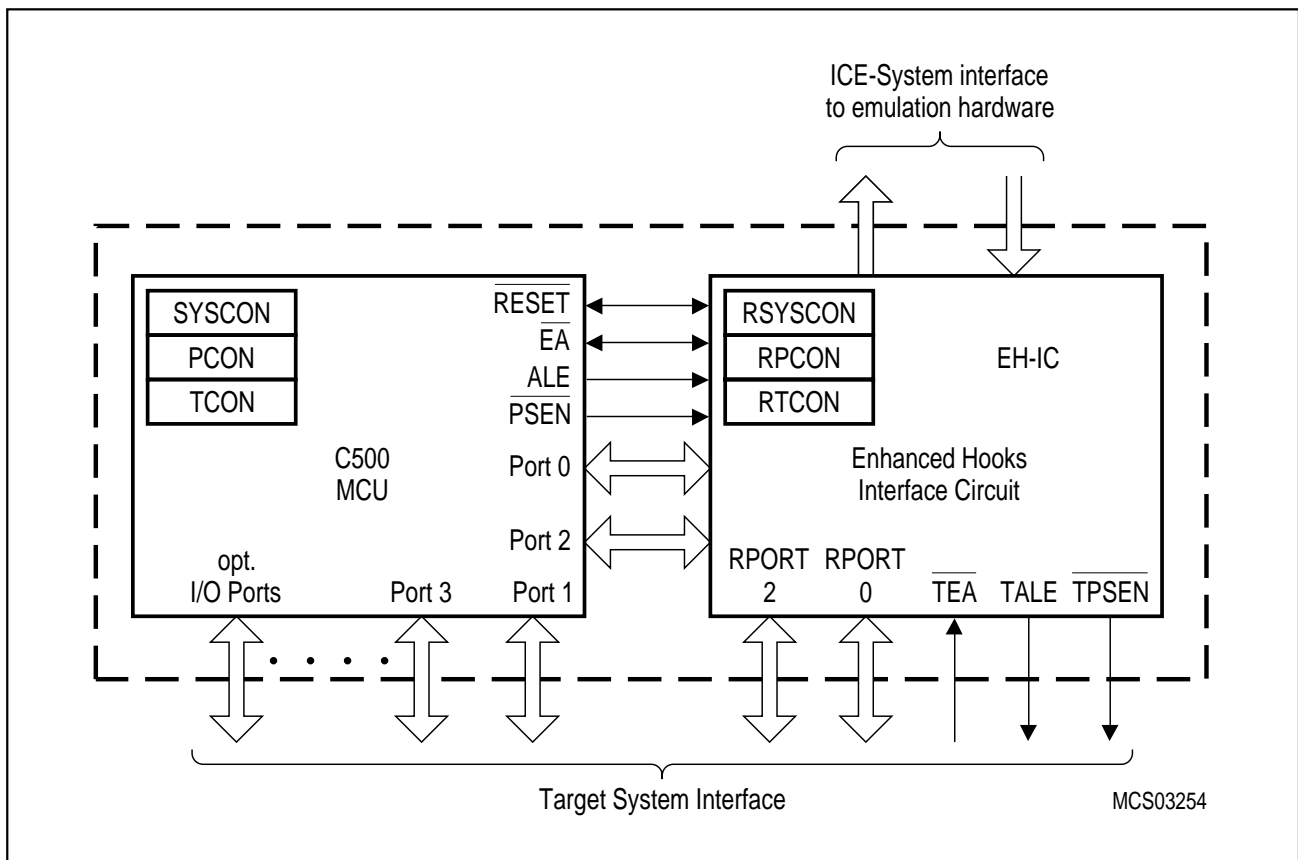 ICE-System interface
to emulation hardware
SYSCON
PCON
TCON
RESET
EA
ALE
PSEN
Port 0
Port 2
C500
MCU
opt.
I/O Ports
Port 3
Port 1
RSYSCON
RPCON
RTCON
EH-IC
Enhanced Hooks
Interface Circuit
RPORT
2
RPORT
0
TEA
TALE
TPSEN
Target System Interface
MCS03254